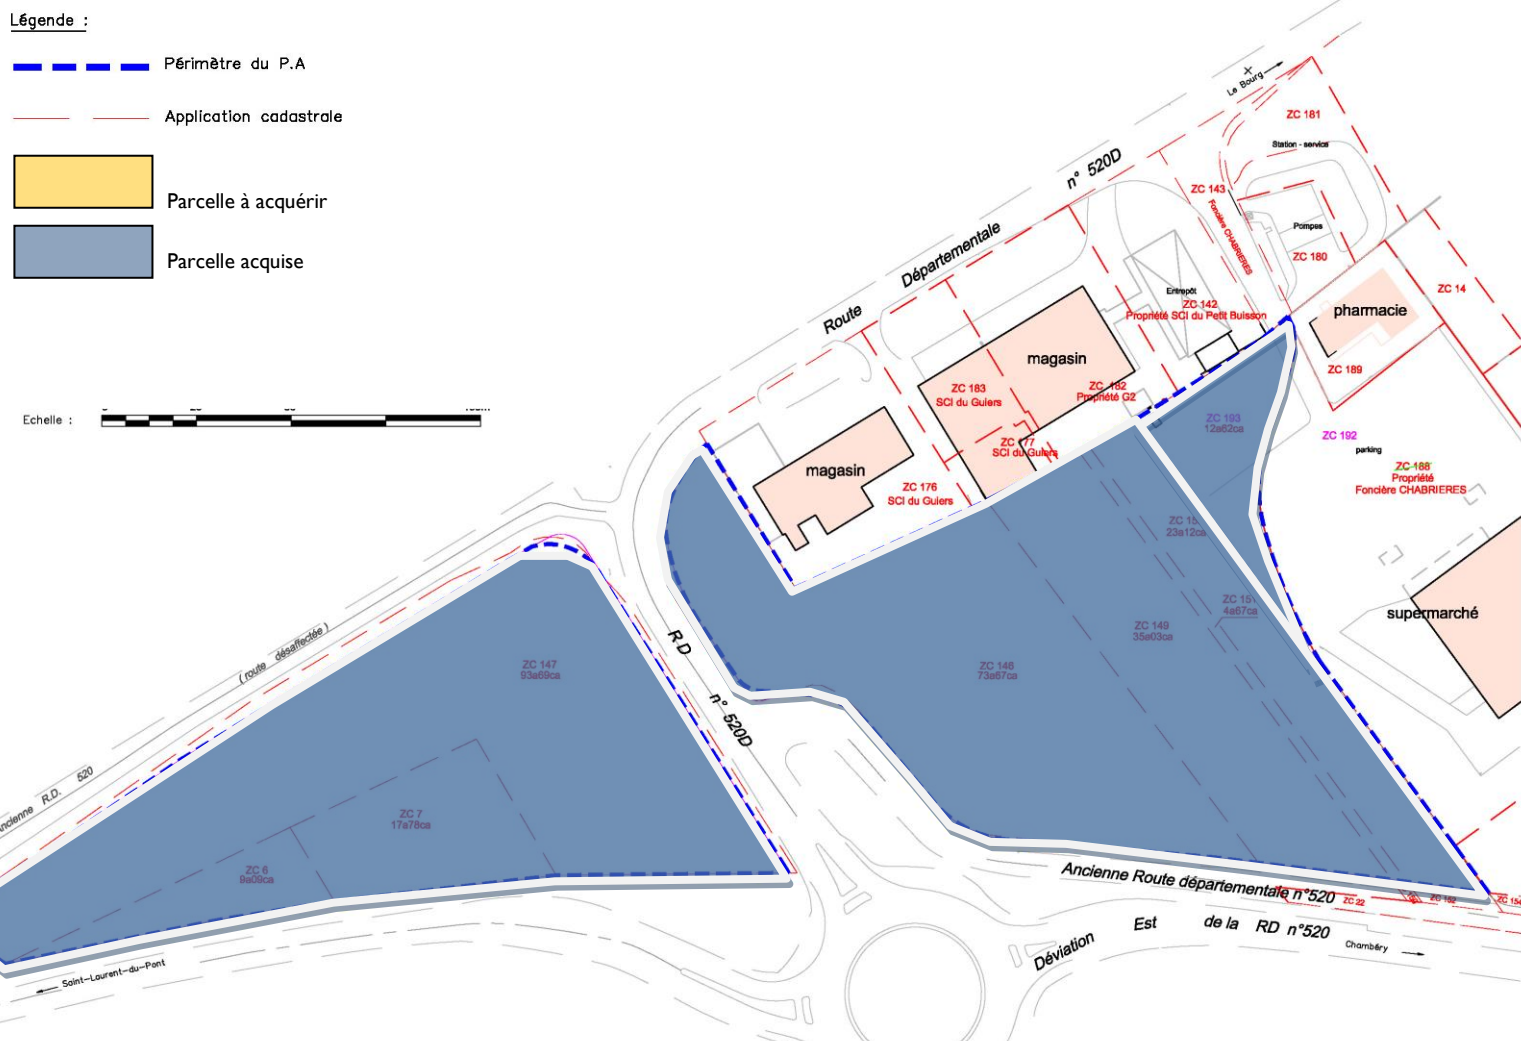 Légende :
Périmètre du P.A
Application cadastrale
Parcelle à acquérir
Parcelle acquise
Echelle :
Le Bourg
n° 520D
Départementale
Route
ZC 181
Station - service
ZC 143
Foncière CHABRIERES
Pompes
ZC 180
ZC 14
Entrepôt
ZC 142
Propriété SCI du Petit Buisson
pharmacie
ZC 189
magasin
ZC 183
SCI du Guiers
ZC 182
Propriété G2
ZC 193
12a62ca
ZC 192
parking
ZC 188
Propriété
Foncière CHABRIERES
SCI du Guiers
magasin
ZC 176
SCI du Guiers
23a12ca
4a67ca
supermarché
ZC 149
35a03ca
ZC 146
73a67ca
R.D
n° 520D
( route désaffectée )
ZC 147
93a69ca
Ancienne R.D. 520
ZC 7
17a78ca
ZC 6
9a09ca
Saint-Laurent-du-Pont
Ancienne Route départementale n°520
ZC 22
ZC 152
ZC 154
Déviation Est de la RD n°520
Chambéry